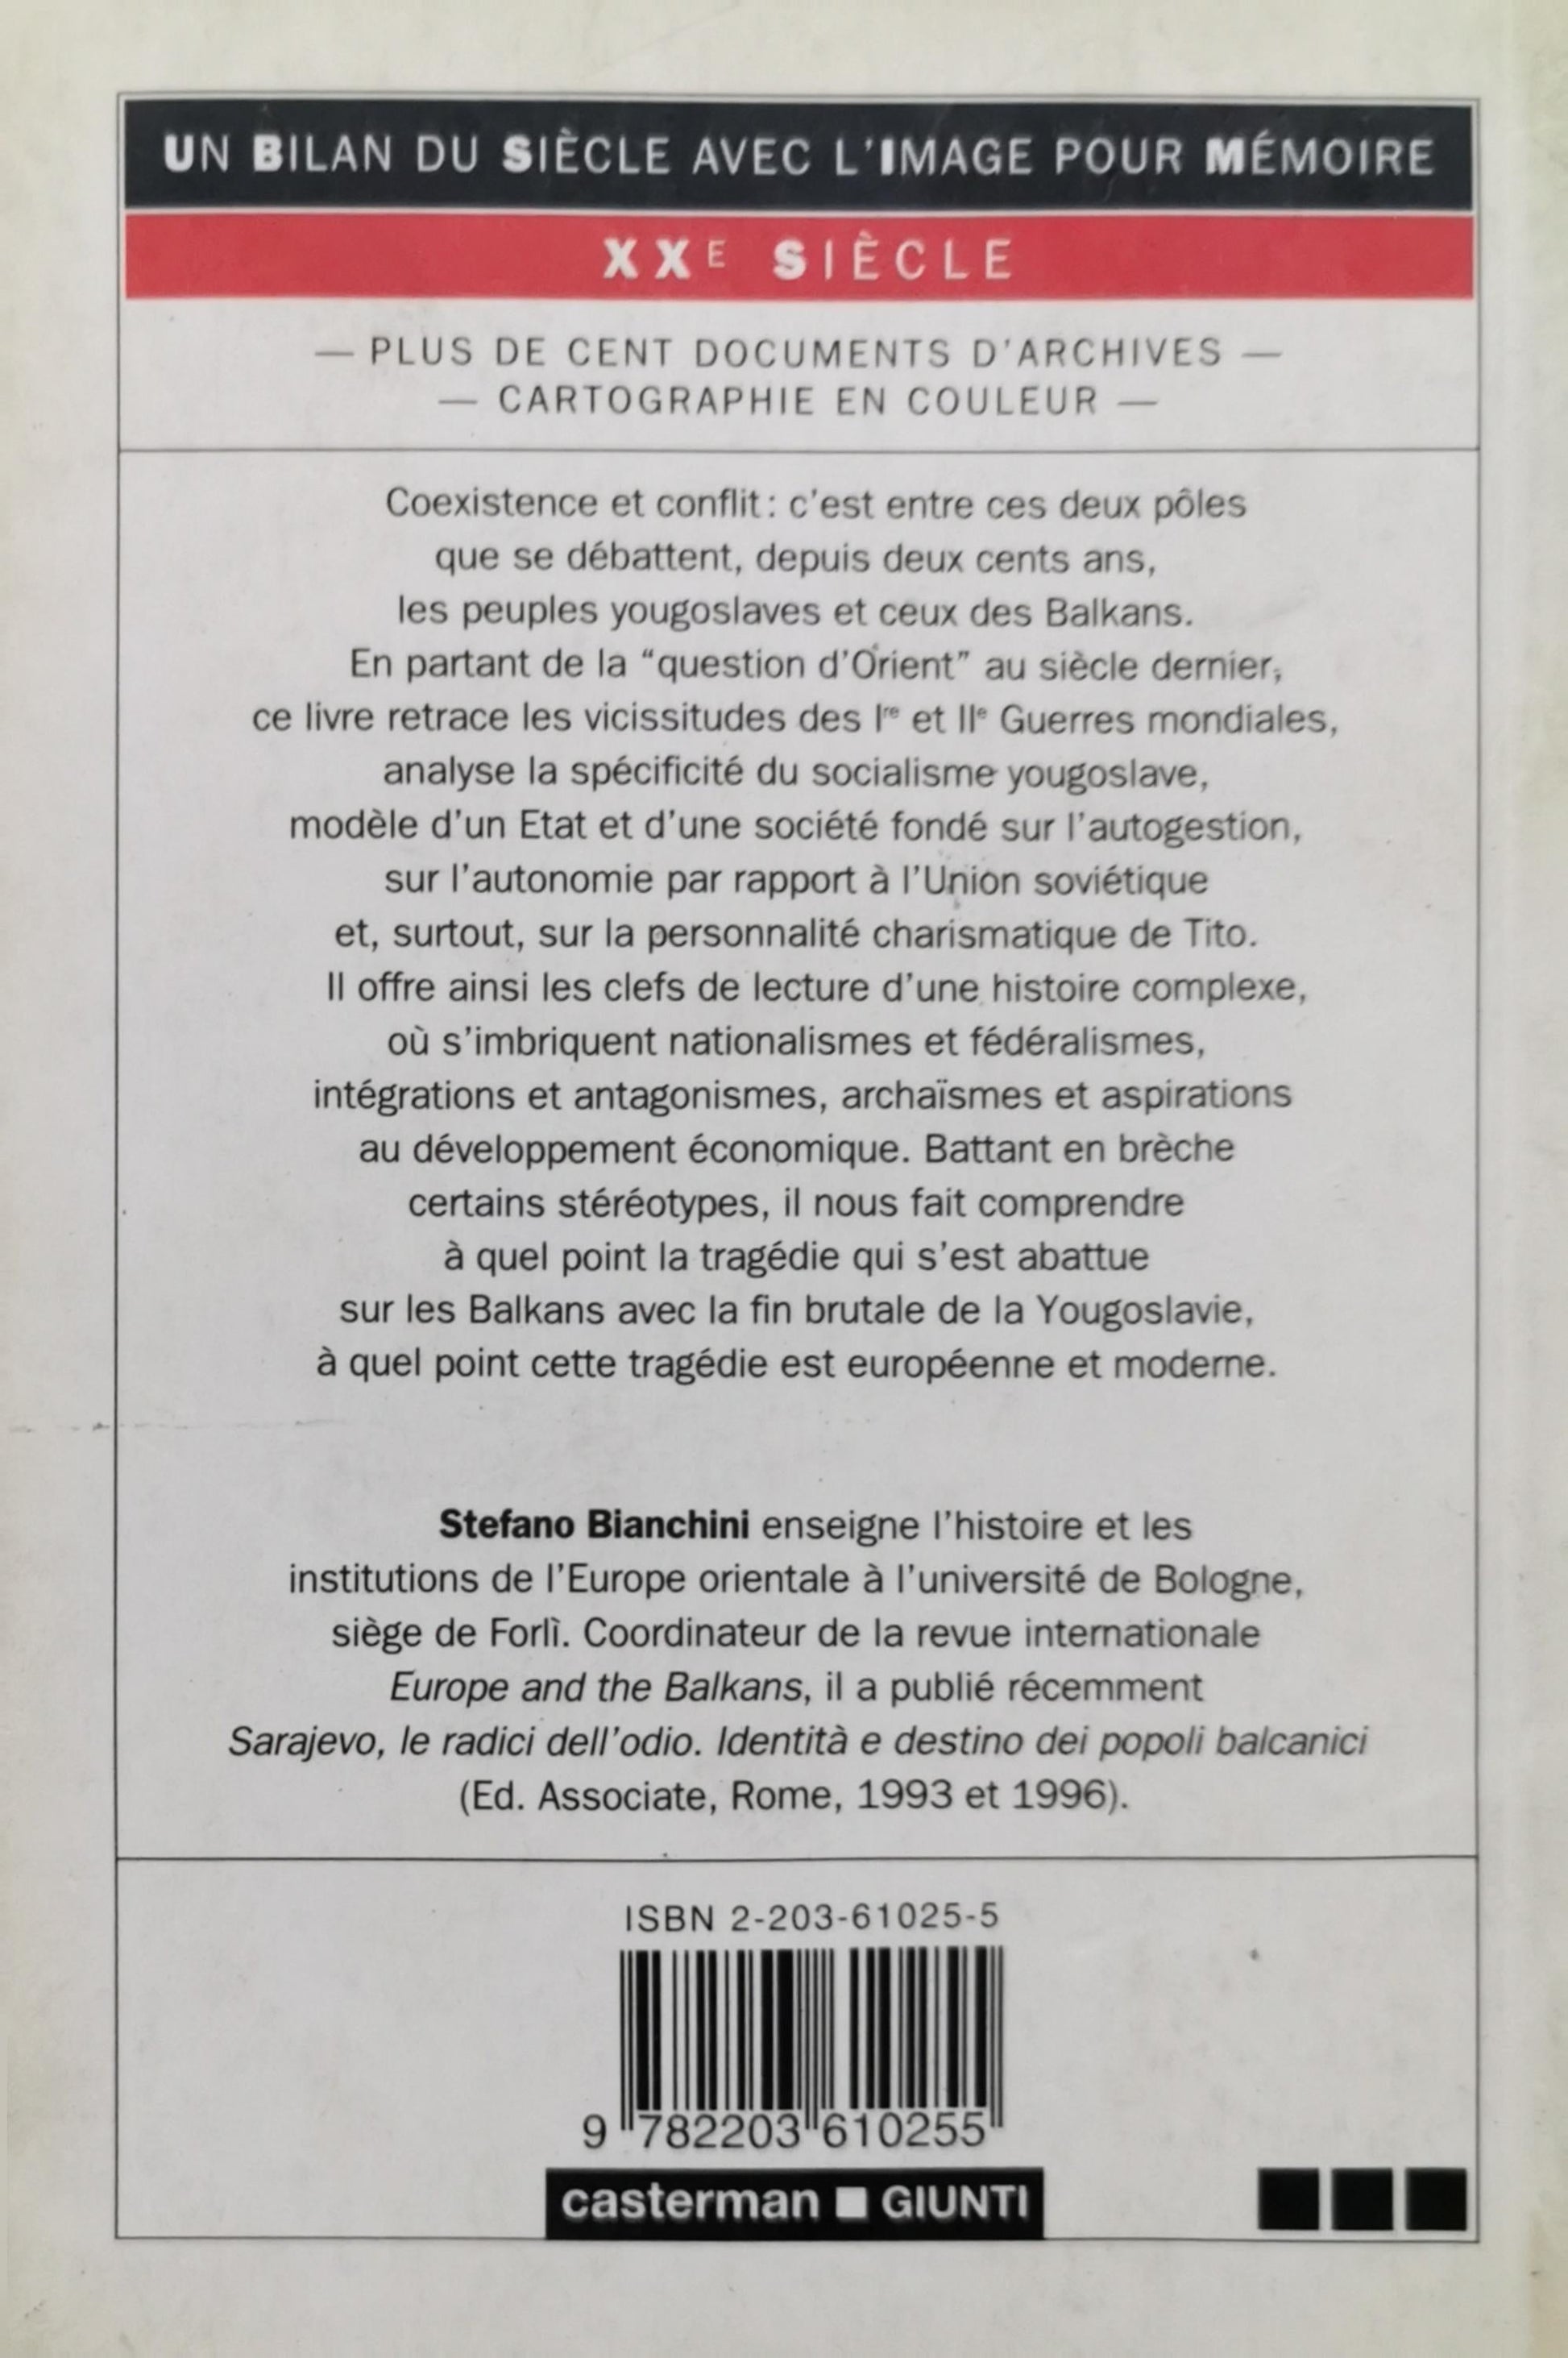 UN BILAN DU SIÈCLE AVEC L'IMAGE POUR MÉMOIRE
XXE SIÈCLE
— PLUS DE CENT DOCUMENTS D'ARCHIVES —
— CARTOGRAPHIE EN COULEUR —
Coexistence et conflit : c'est entre ces deux pôles
que se débattent, depuis deux cents ans,
les peuples yougoslaves et ceux des Balkans.
En partant de la “question d'Orient” au siècle dernier,
ce livre retrace les vicissitudes des Ire et IIe Guerres mondiales,
analyse la spécificité du socialisme yougoslave,
modèle d'un Etat et d'une société fondé sur l'autogestion,
sur l'autonomie par rapport à l'Union soviétique
et, surtout, sur la personnalité charismatique de Tito.
Il offre ainsi les clefs de lecture d'une histoire complexe,
où s'imbriquent nationalismes et fédéralismes,
intégrations et antagonismes, archaïsmes et aspirations
au développement économique. Battant en brèche
certains stéréotypes, il nous fait comprendre
à quel point la tragédie qui s'est abattue
sur les Balkans avec la fin brutale de la Yougoslavie,
à quel point cette tragédie est européenne et moderne.
Stefano Bianchini enseigne l'histoire et les
institutions de l'Europe orientale à l'université de Bologne,
siège de Forlì. Coordinateur de la revue internationale
Europe and the Balkans, il a publié récemment
Sarajevo, le radici dell'odio. Identità e destino dei popoli balcanici
(Ed. Associate, Rome, 1993 et 1996).
ISBN 2-203-61025-5
9 782203 610255
casterman GIUNTI